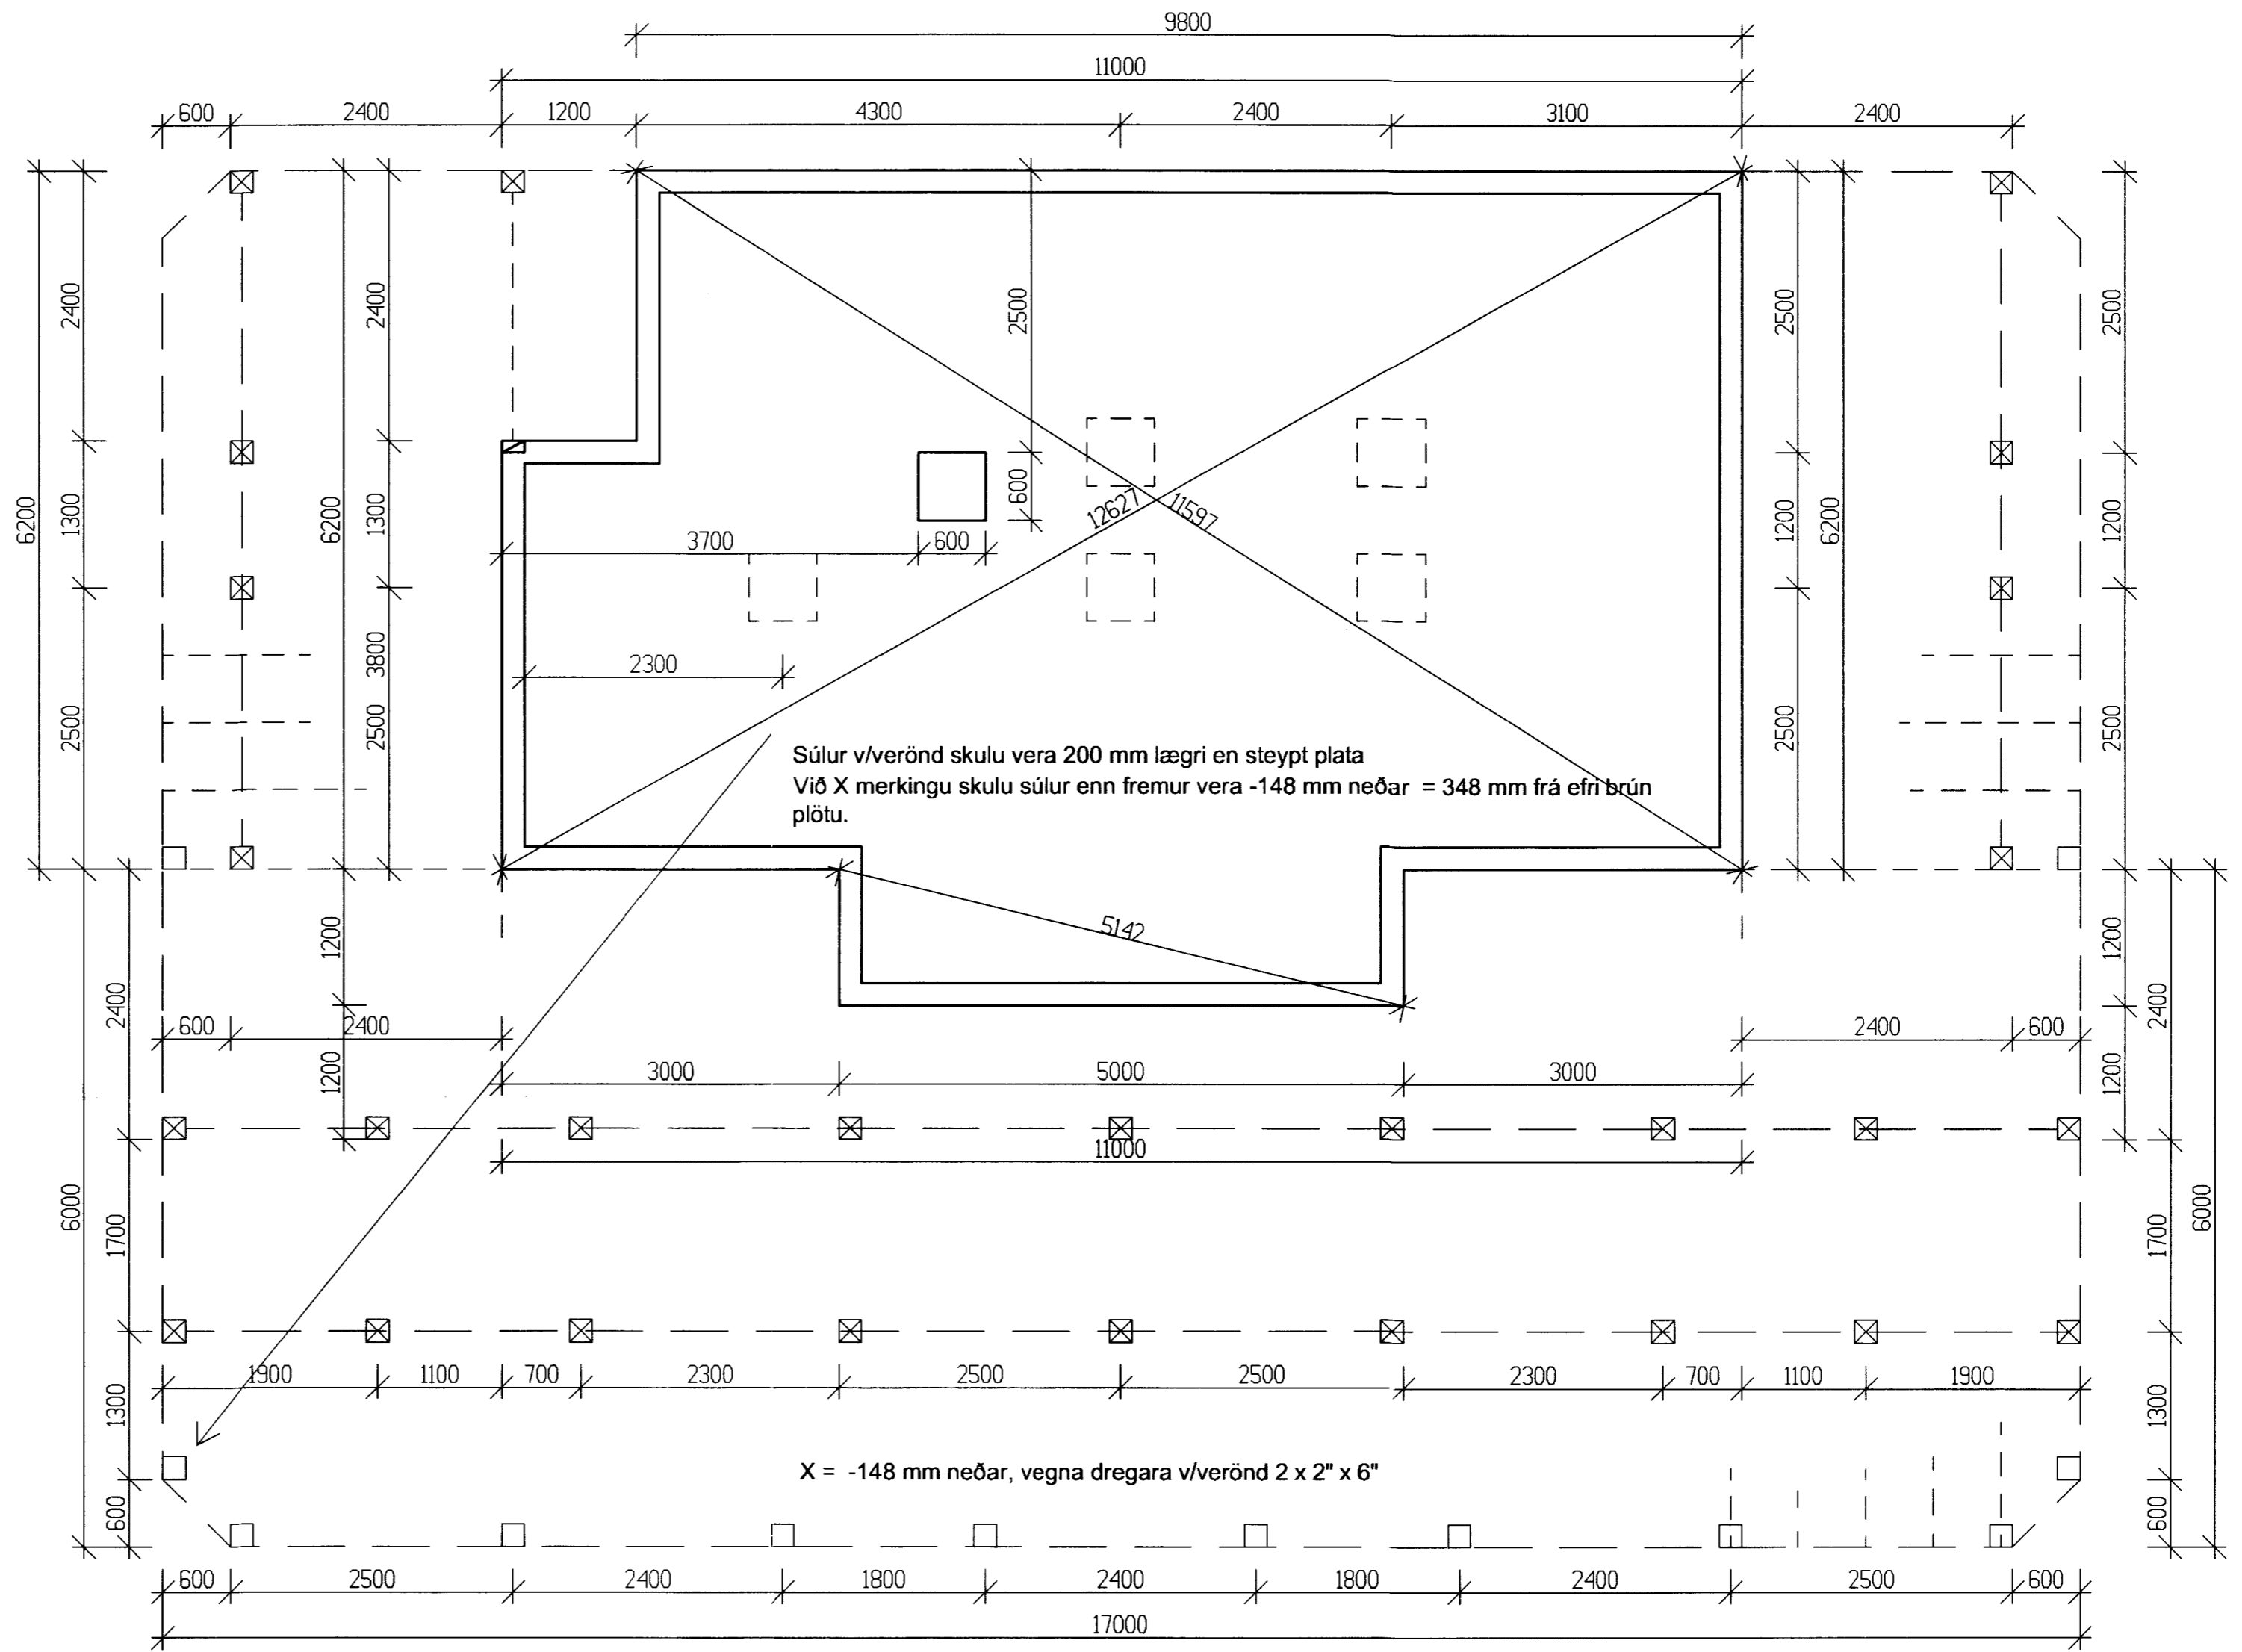 9800
11000
600 2400 1200 4300 2400 3100 2400
2400 2400 2500 2500 2500
6200 1300 6200 1300 600 1200 6200 1200
12627 11597
3700 600
2300
2500 3800 2500 2500 2500
Súlur v/verönd skulu vera 200 mm lægri en steypt plata
Við X merkingu skulu súlur enn fremur vera -148 mm neðar = 348 mm frá efri brún
plötu.
5142
2400 1200 1200 2400
600 2400 2400 600
1200 1200
3000 5000 3000
11000
6000 1700 1700 6000
1900 1100 700 2300 2500 2500 2300 700 1100 1900
1300 1300
X = -148 mm neðar, vegna dregara v/verönd 2 x 2" x 6"
600 600
600 2500 2400 1800 2400 1800 2400 2500 600
17000